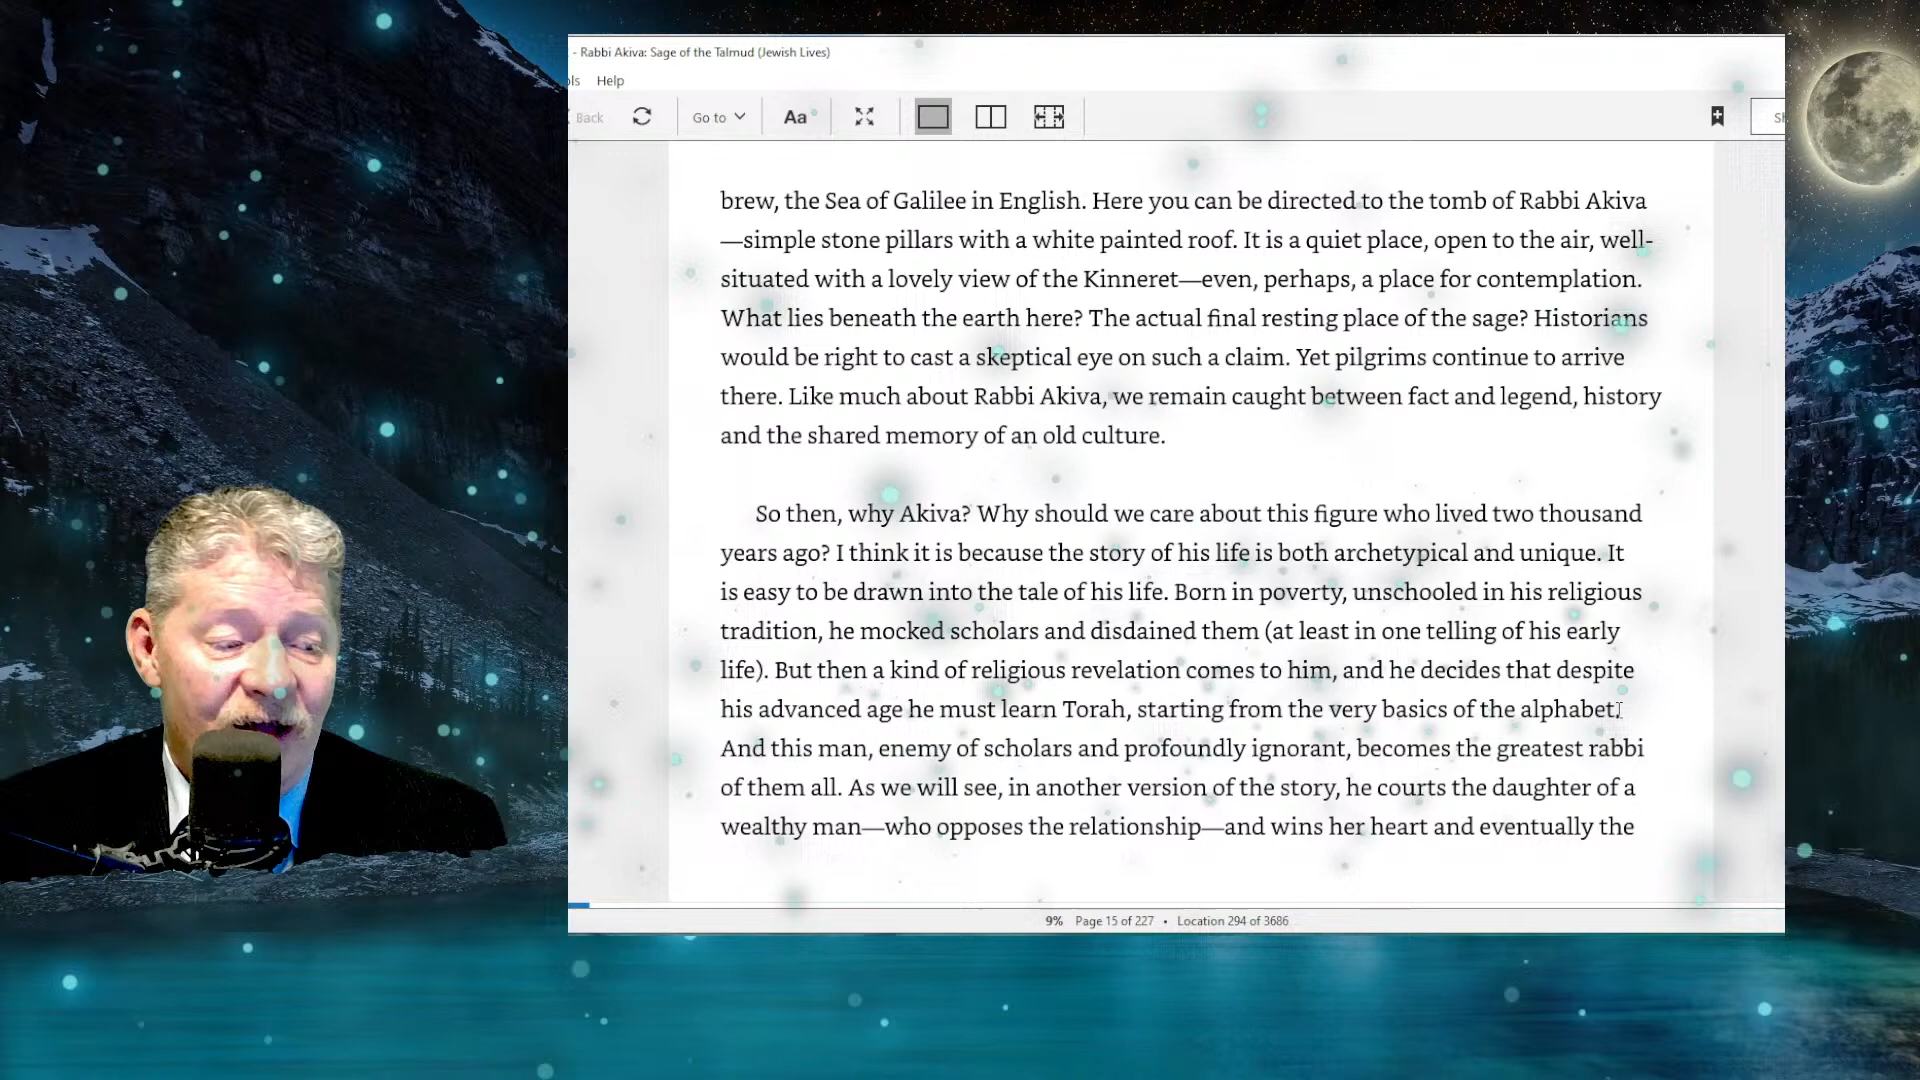 - Rabbi Akiva: Sage of the Talmud (Jewish Lives)
ols Help
Back Go to Aa
brew, the Sea of Galilee in English. Here you can be directed to the tomb of Rabbi Akiva
—simple stone pillars with a white painted roof. It is a quiet place, open to the air, well-
situated with a lovely view of the Kinneret—even, perhaps, a place for contemplation.
What lies beneath the earth here? The actual final resting place of the sage? Historians
would be right to cast a skeptical eye on such a claim. Yet pilgrims continue to arrive
there. Like much about Rabbi Akiva, we remain caught between fact and legend, history
and the shared memory of an old culture.
So then, why Akiva? Why should we care about this figure who lived two thousand
years ago? I think it is because the story of his life is both archetypical and unique. It
is easy to be drawn into the tale of his life. Born in poverty, unschooled in his religious
tradition, he mocked scholars and disdained them (at least in one telling of his early
life). But then a kind of religious revelation comes to him, and he decides that despite
his advanced age he must learn Torah, starting from the very basics of the alphabet.
And this man, enemy of scholars and profoundly ignorant, becomes the greatest rabbi
of them all. As we will see, in another version of the story, he courts the daughter of a
wealthy man—who opposes the relationship—and wins her heart and eventually the
9% Page 15 of 227 • Location 294 of 3686